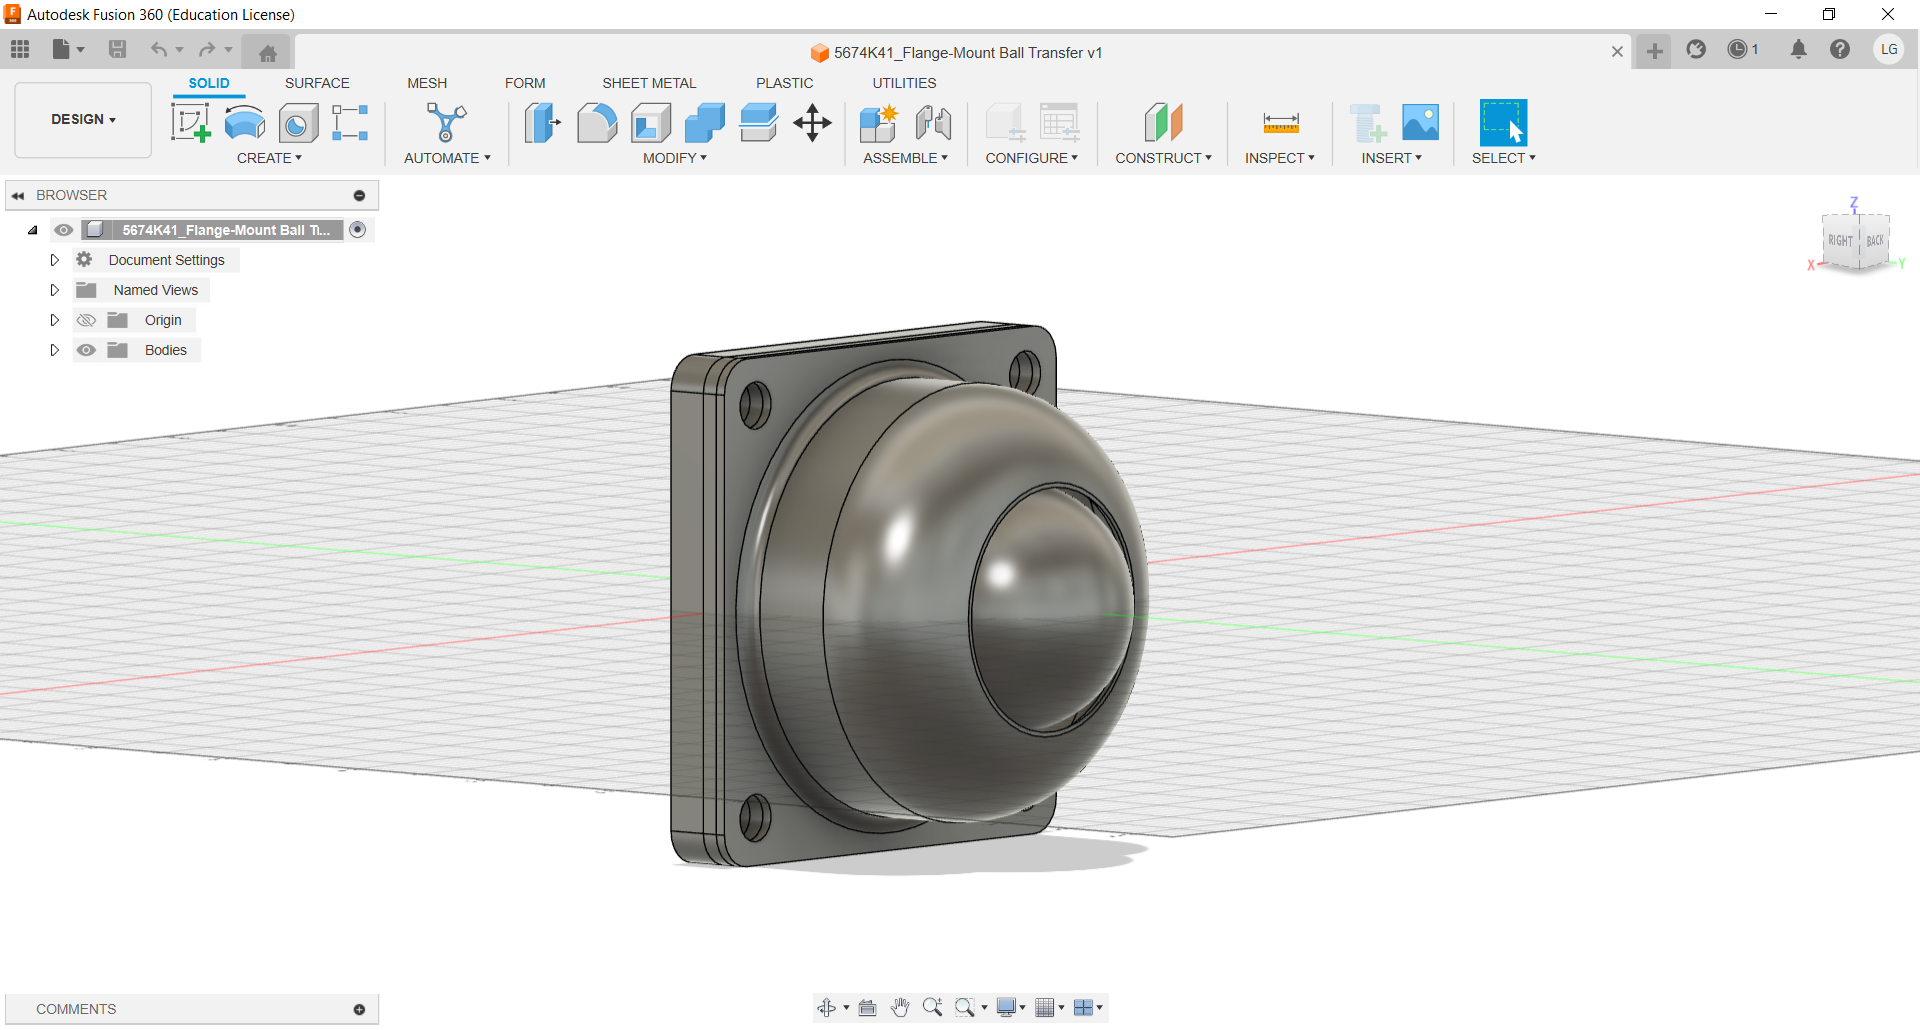 Autodesk Fusion 360 (Education License)
5674K41_Flange-Mount Ball Transfer v1
1
LG
SOLID SURFACE MESH FORM SHEET METAL PLASTIC UTILITIES
DESIGN
CREATE AUTOMATE MODIFY ASSEMBLE CONFIGURE CONSTRUCT INSPECT INSERT SELECT
BROWSER
5674K41_Flange-Mount Ball T...
Document Settings
Named Views
Origin
Bodies
Z
RIGHT BACK
X Y
COMMENTS